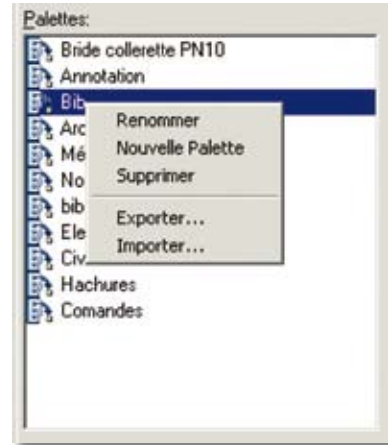 Palettes:
Bride collerette PN10
Annotation
Bib
Renommer
Arc
Nouvelle Palette
Mé
Supprimer
No
bib
Exporter...
Ele
Importer...
Civ
Hachures
Comandes